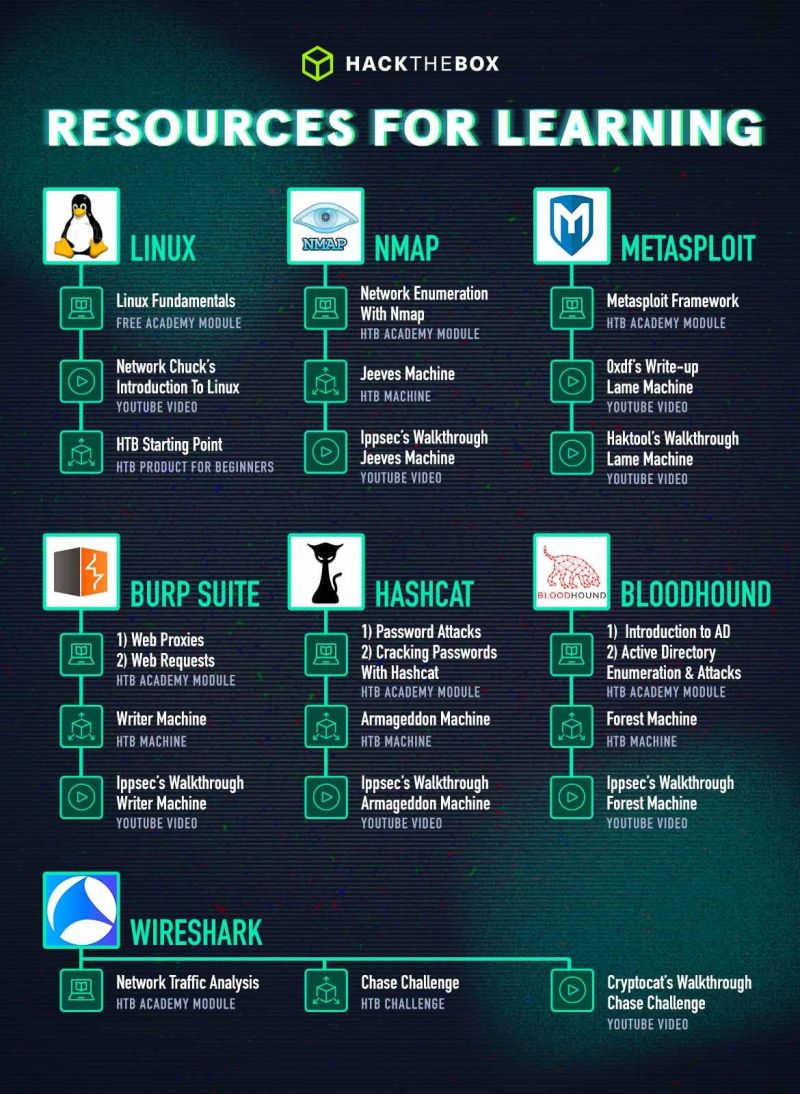 HACKTHEBOX
RESOURCES FOR LEARNING
LINUX
Linux Fundamentals
FREE ACADEMY MODULE
Network Chuck's
Introduction To Linux
YOUTUBE VIDEO
HTB Starting Point
HTB PRODUCT FOR BEGINNERS
NMAP
NMAP
Network Enumeration
With Nmap
HTB ACADEMY MODULE
Jeeves Machine
HTB MACHINE
Ippsec's Walkthrough
Jeeves Machine
YOUTUBE VIDEO
METASPLOIT
Metasploit Framework
HTB ACADEMY MODULE
0xdf's Write-up
Lame Machine
YOUTUBE VIDEO
Haktool's Walkthrough
Lame Machine
YOUTUBE VIDEO
BURP SUITE
1) Web Proxies
2) Web Requests
HTB ACADEMY MODULE
Writer Machine
HTB MACHINE
Ippsec's Walkthrough
Writer Machine
YOUTUBE VIDEO
HASHCAT
1) Password Attacks
2) Cracking Passwords
With Hashcat
HTB ACADEMY MODULE
Armageddon Machine
HTB MACHINE
Ippsec's Walkthrough
Armageddon Machine
YOUTUBE VIDEO
BLOODHOUND
BLOODHOUND
1) Introduction to AD
2) Active Directory
Enumeration & Attacks
HTB ACADEMY MODULE
Forest Machine
HTB MACHINE
Ippsec's Walkthrough
Forest Machine
YOUTUBE VIDEO
WIRESHARK
Network Traffic Analysis
HTB ACADEMY MODULE
Chase Challenge
HTB CHALLENGE
Cryptocat's Walkthrough
Chase Challenge
YOUTUBE VIDEO